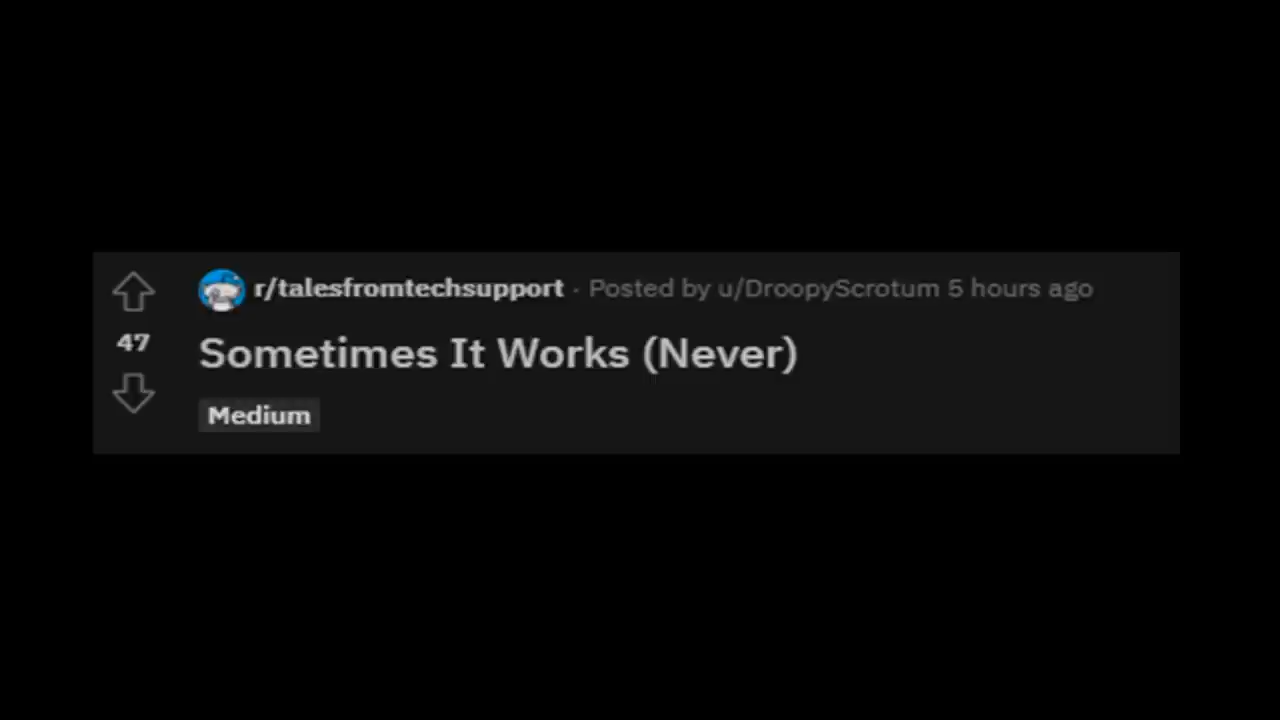 r/talesfromtechsupport · Posted by u/DroopyScrotum 5 hours ago
47
Sometimes It Works (Never)
Medium